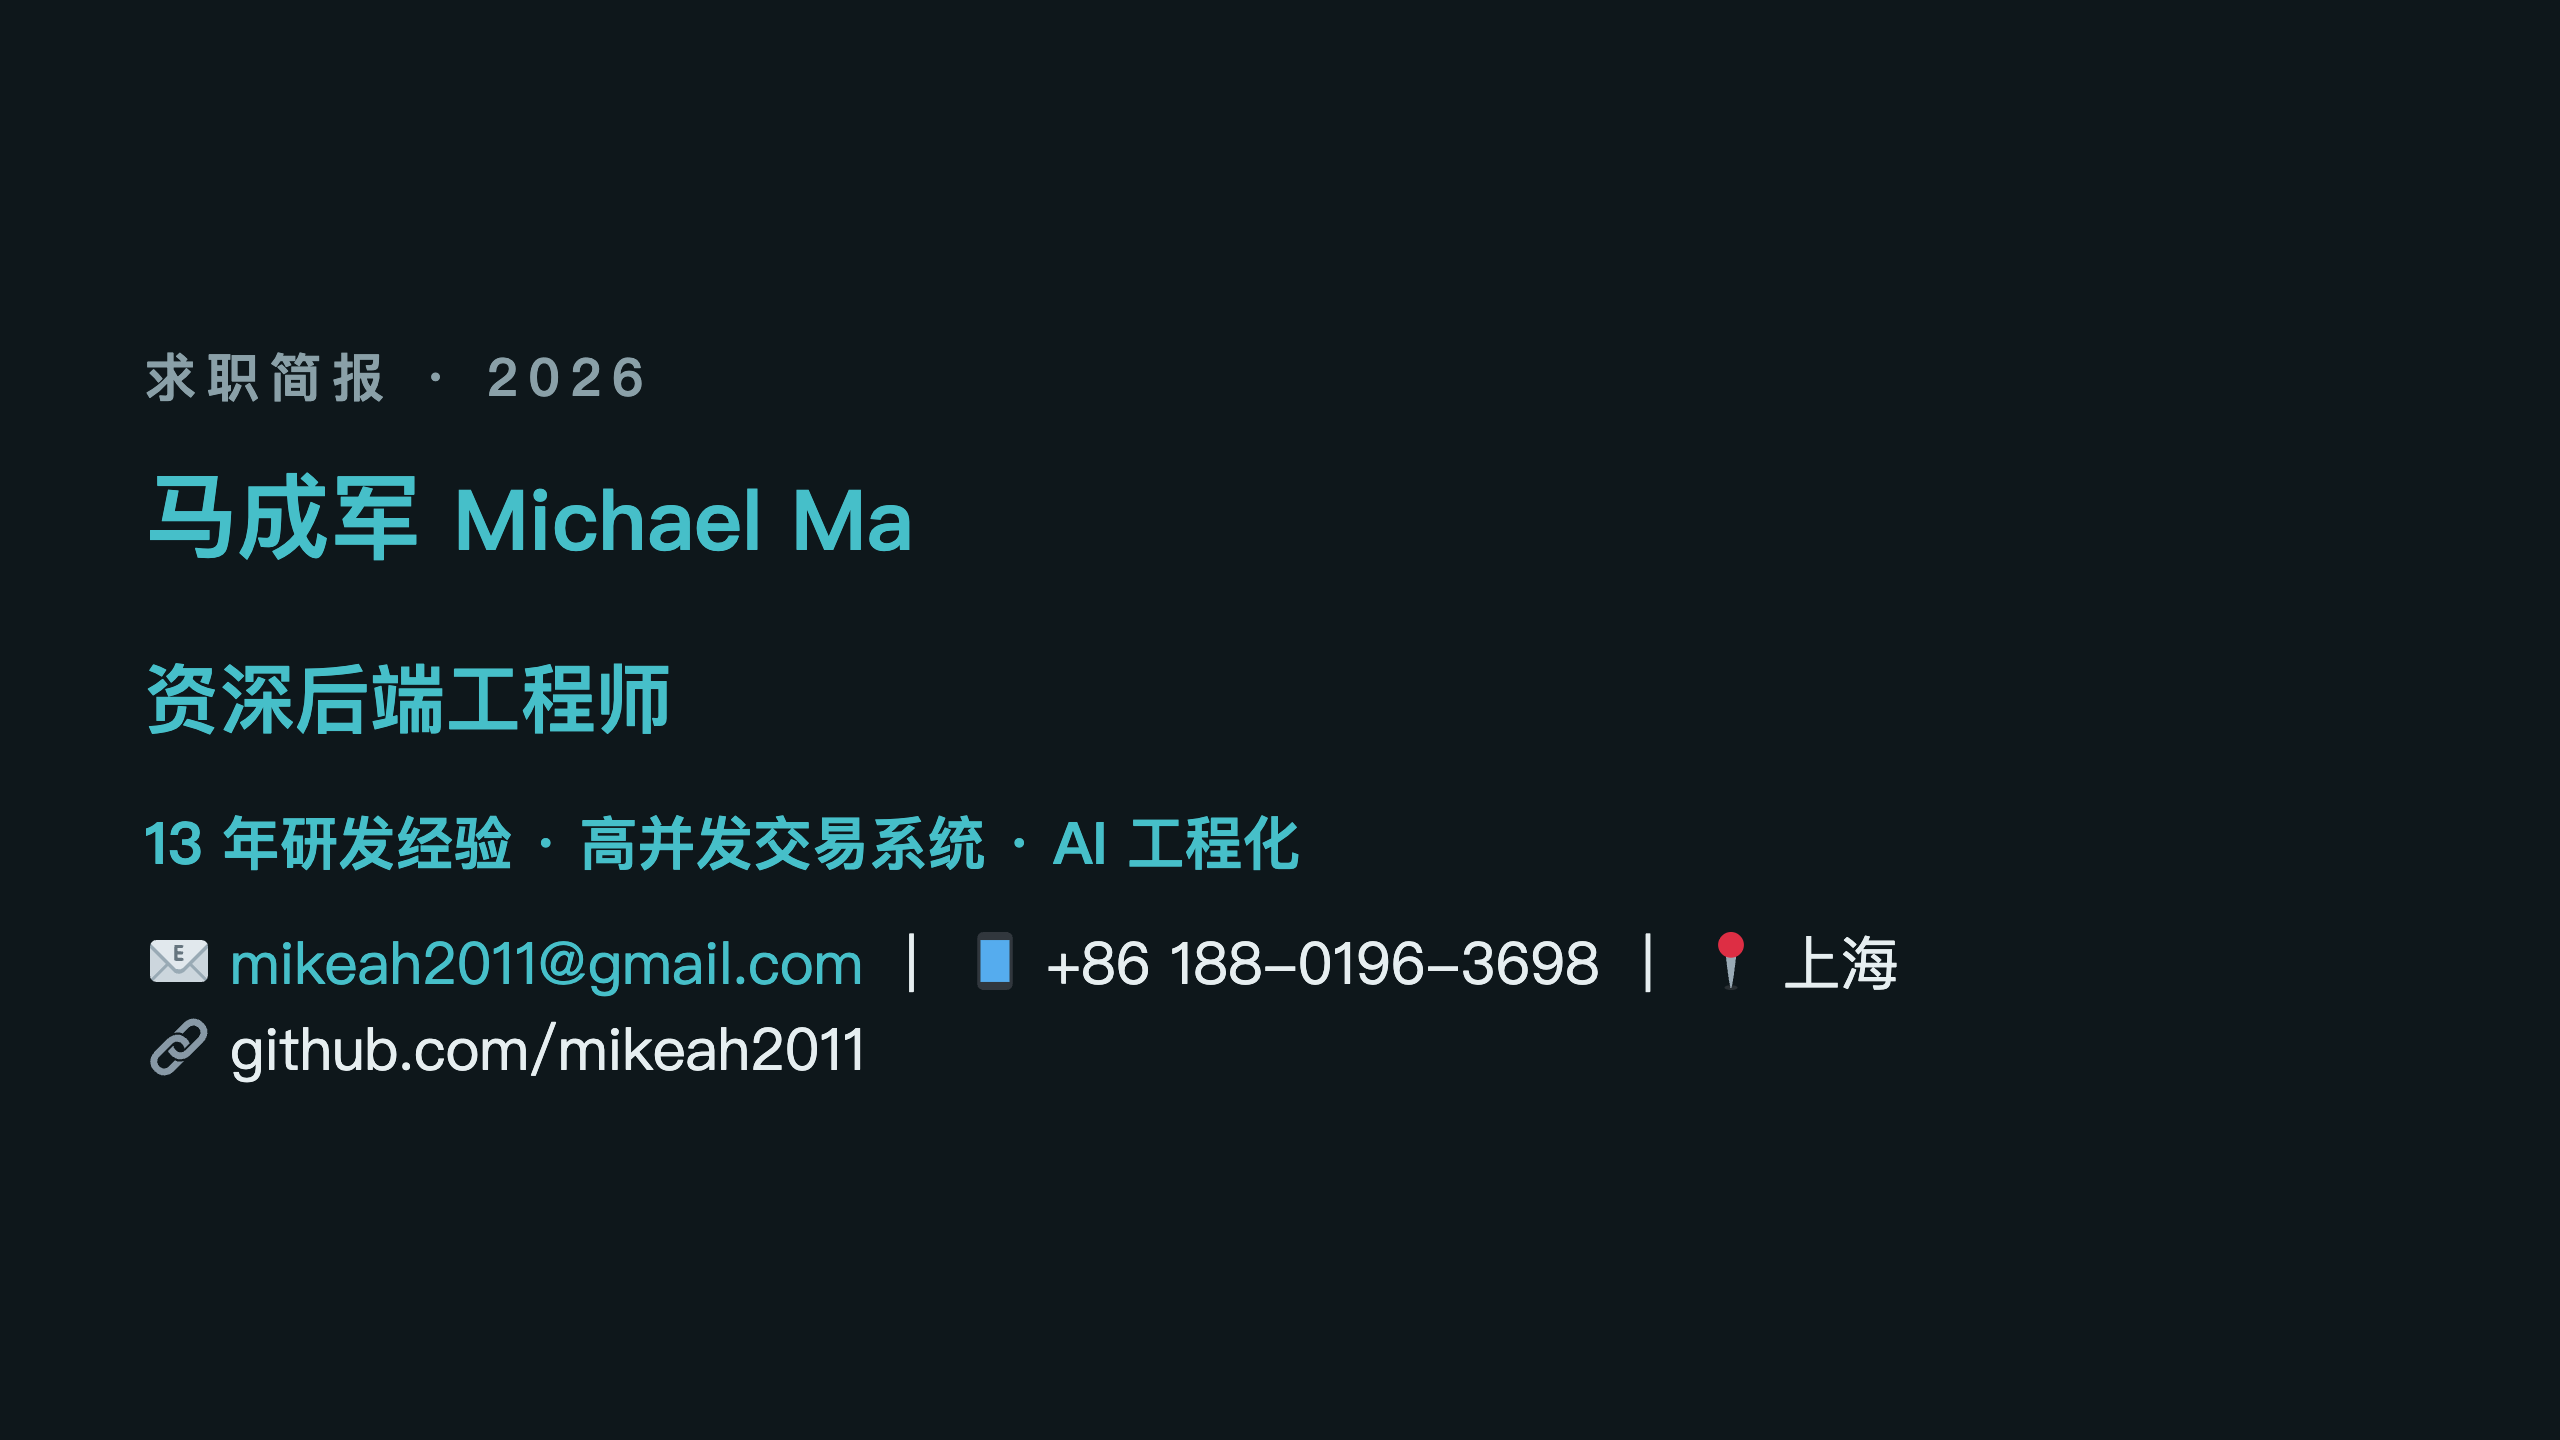 求职简报 · 2026
马成军 Michael Ma
资深后端工程师
13 年研发经验 · 高并发交易系统 · AI 工程化
mikeah2011@gmail.com | +86 188-0196-3698 | 上海
github.com/mikeah2011